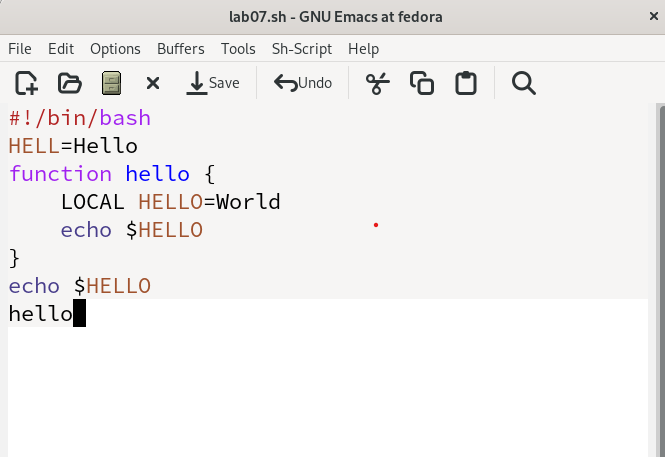 lab07.sh - GNU Emacs at fedora
File Edit Options Buffers Tools Sh-Script Help
Save Undo
#!/bin/bash
HELL=Hello
function hello {
    LOCAL HELLO=World
    echo $HELLO
}
echo $HELLO
hello